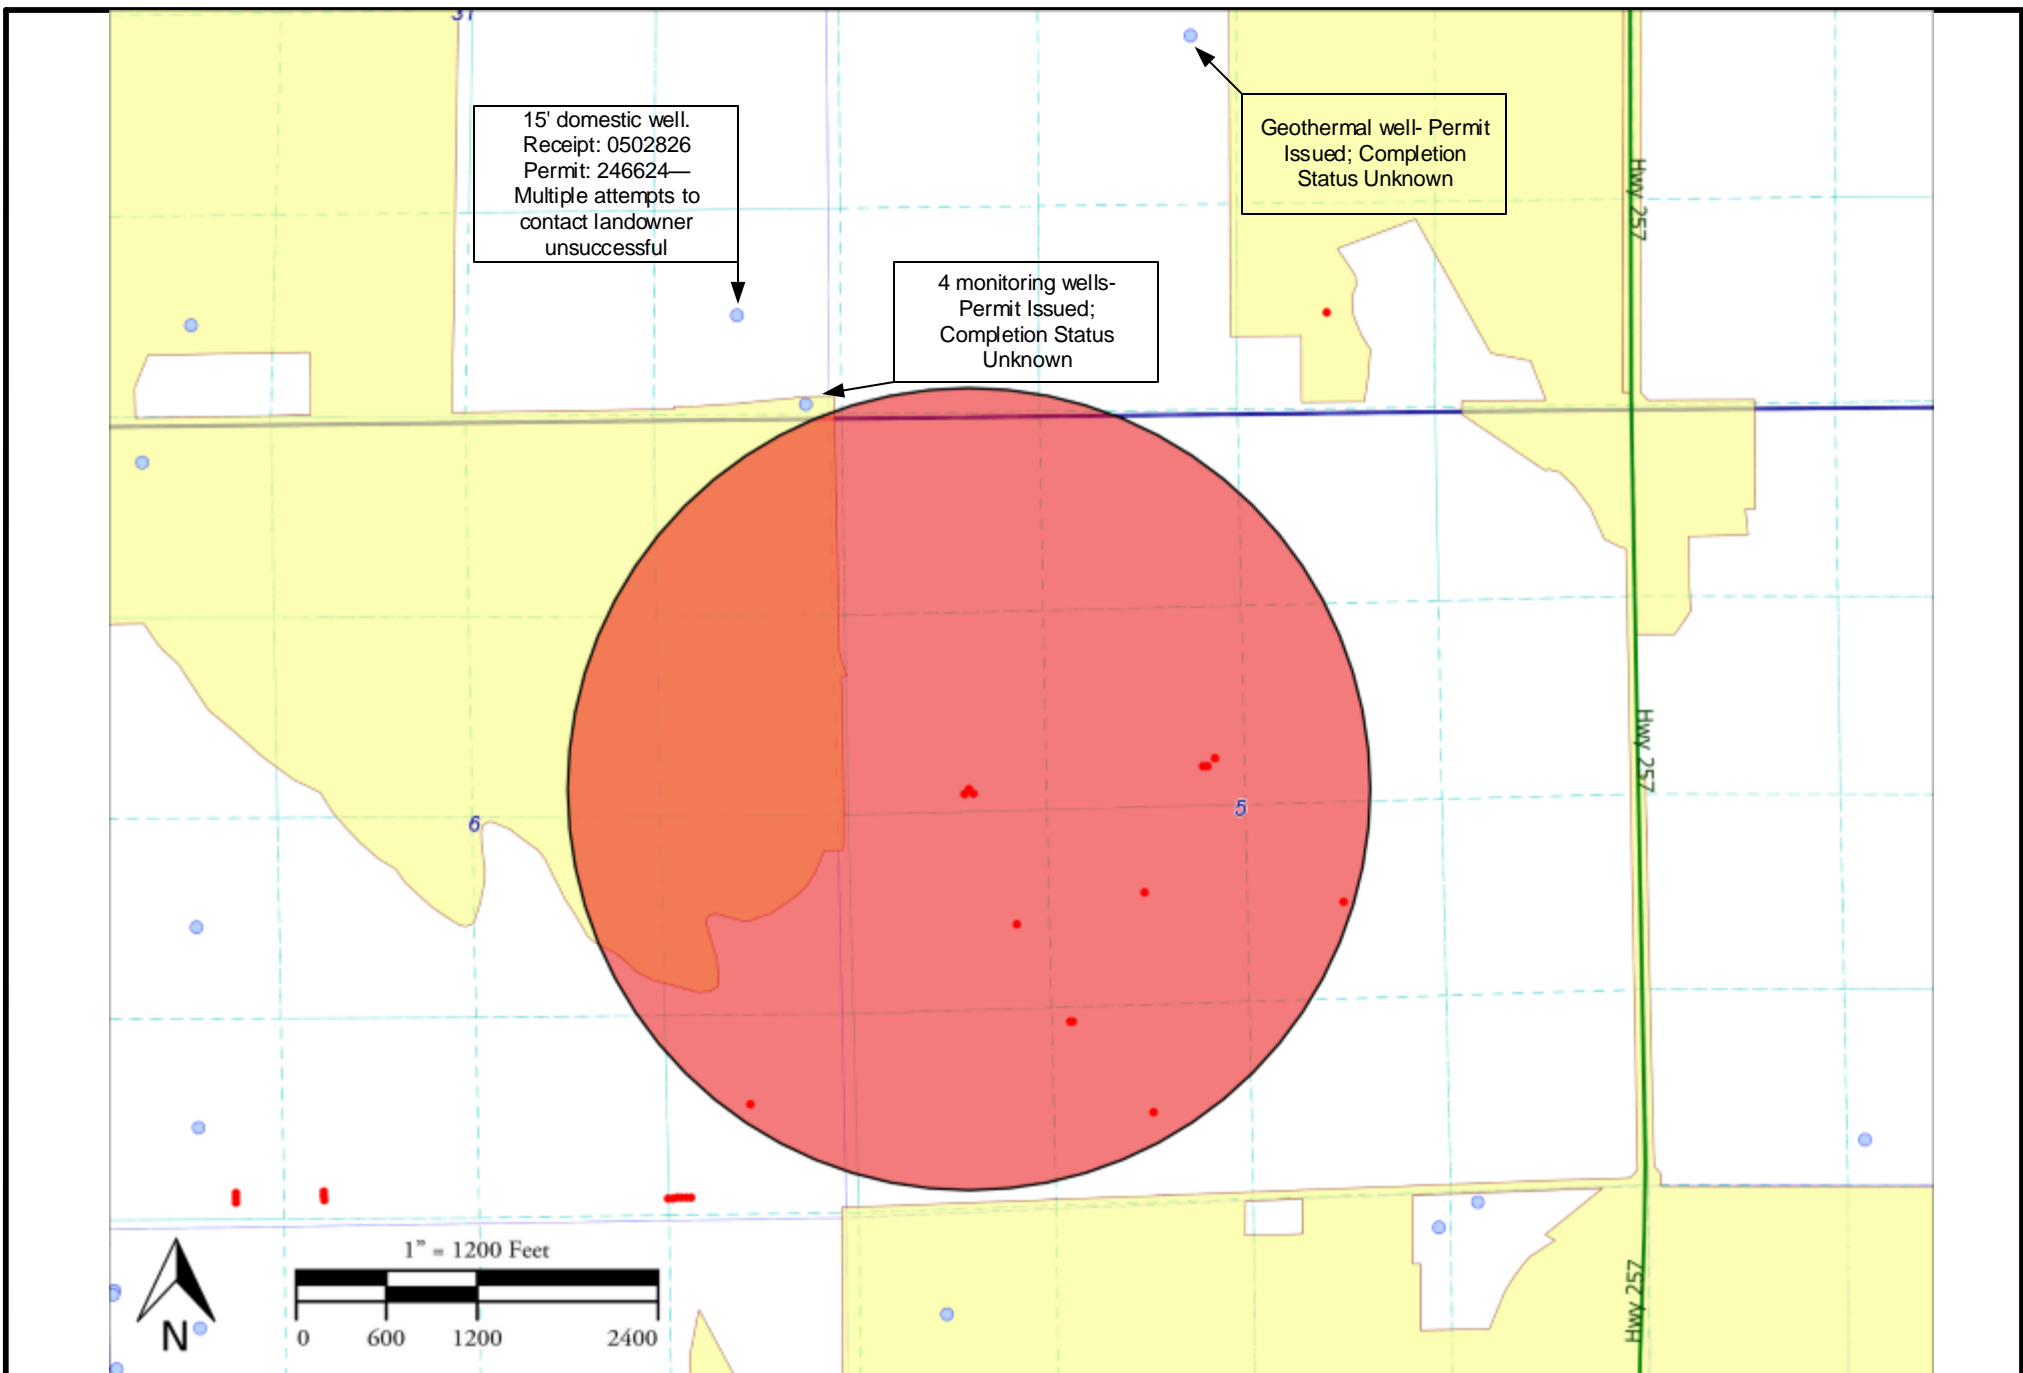 31
15' domestic well.
Receipt: 0502826
Permit: 246624—
Multiple attempts to
contact landowner
unsuccessful
Geothermal well- Permit
Issued; Completion
Status Unknown
Hwy 257
4 monitoring wells-
Permit Issued;
Completion Status
Unknown
Hwy 257
6
5
1” = 1200 Feet
0 600 1200 2400
N
Hwy 257